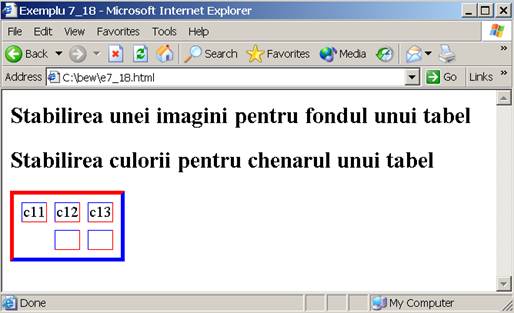 Exemplu 7_18 - Microsoft Internet Explorer
File Edit View Favorites Tools Help
Back Search Favorites Media
Address C:\bew\e7_18.html Go Links »
Stabilirea unei imagini pentru fondul unui tabel
Stabilirea culorii pentru chenarul unui tabel
c11 c12 c13
Done My Computer